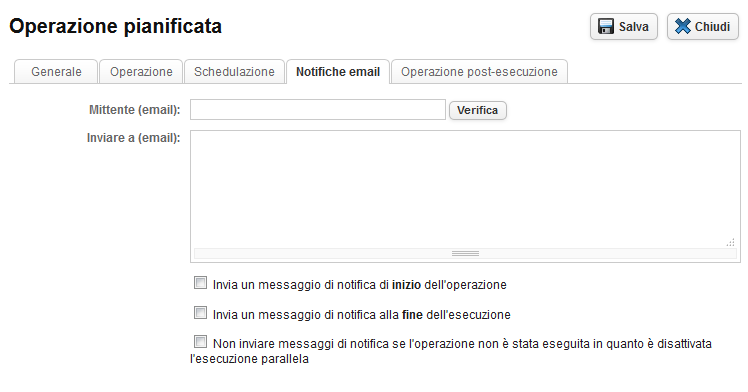 Operazione pianificata
Salva
Chiudi
Generale
Operazione
Schedulazione
Notifiche email
Operazione post-esecuzione
Mittente (email):
Verifica
Inviare a (email):
Invia un messaggio di notifica di inizio dell'operazione
Invia un messaggio di notifica alla fine dell'esecuzione
Non inviare messaggi di notifica se l'operazione non è stata eseguita in quanto è disattivata
l'esecuzione parallela